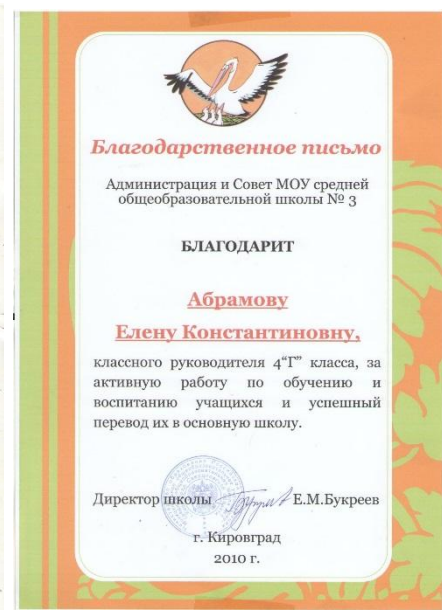 Благодарственное письмо
Администрация и Совет МОУ средней
общеобразовательной школы № 3
БЛАГОДАРИТ
Абрамову
Елену Константиновну,
классного руководителя 4“Г” класса, за
активную работу по обучению и
воспитанию учащихся и успешный
перевод их в основную школу.
Директор школы Е.М.Букреев
г. Кировград
2010 г.